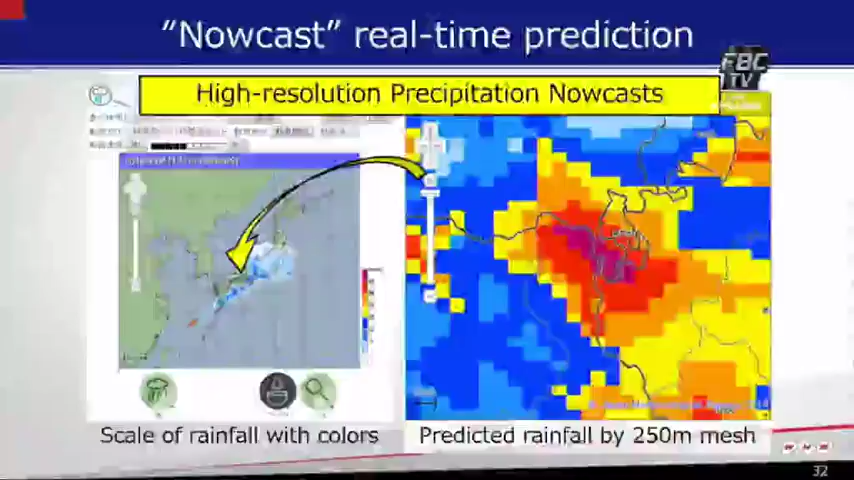 “Nowcast” real-time prediction
FBC
TV
High-resolution Precipitation Nowcasts
Scale of rainfall with colors
Predicted rainfall by 250m mesh
32